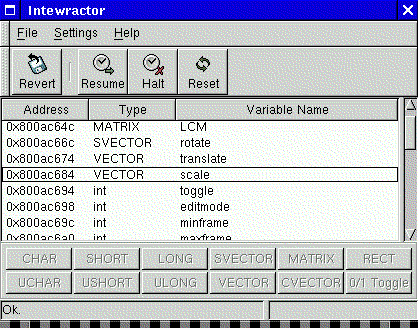 Intewractor
File Settings Help
Revert Resume Halt Reset
Address Type Variable Name
0x800ac64c MATRIX LCM
0x800ac66c SVECTOR rotate
0x800ac674 VECTOR translate
0x800ac684 VECTOR scale
0x800ac694 int toggle
0x800ac698 int editmode
0x800ac69c int minframe
0x800ac6a0 int maxframe
CHAR SHORT LONG SVECTOR MATRIX RECT
UCHAR USHORT ULONG VECTOR CVECTOR 0/1 Toggle
Ok.